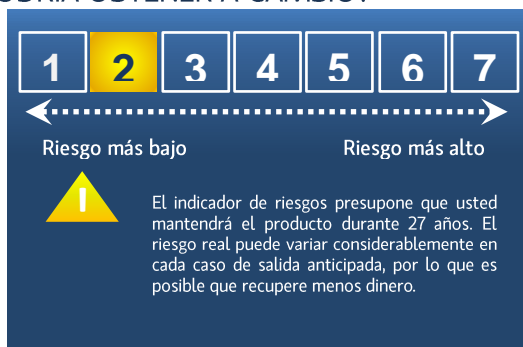 1 2 3 4 5 6 7
Riesgo más bajo Riesgo más alto
!
El indicador de riesgos presupone que usted
mantendrá el producto durante 27 años. El
riesgo real puede variar considerablemente en
cada caso de salida anticipada, por lo que es
posible que recupere menos dinero.